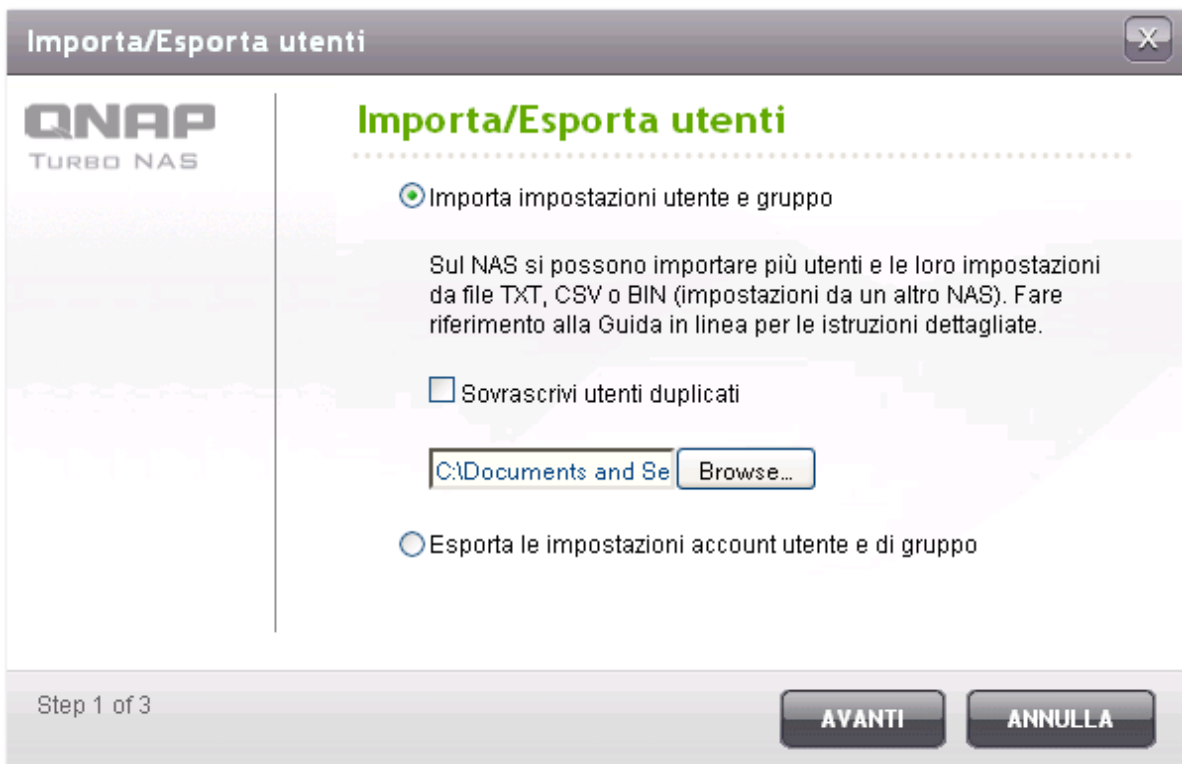 Importa/Esporta utenti
X
QNAP
TURBO NAS
Importa/Esporta utenti
Importa impostazioni utente e gruppo
Sul NAS si possono importare più utenti e le loro impostazioni
da file TXT, CSV o BIN (impostazioni da un altro NAS). Fare
riferimento alla Guida in linea per le istruzioni dettagliate.
Sovrascrivi utenti duplicati
C:\Documents and Se
Browse...
Esporta le impostazioni account utente e di gruppo
Step 1 of 3
AVANTI
ANNULLA